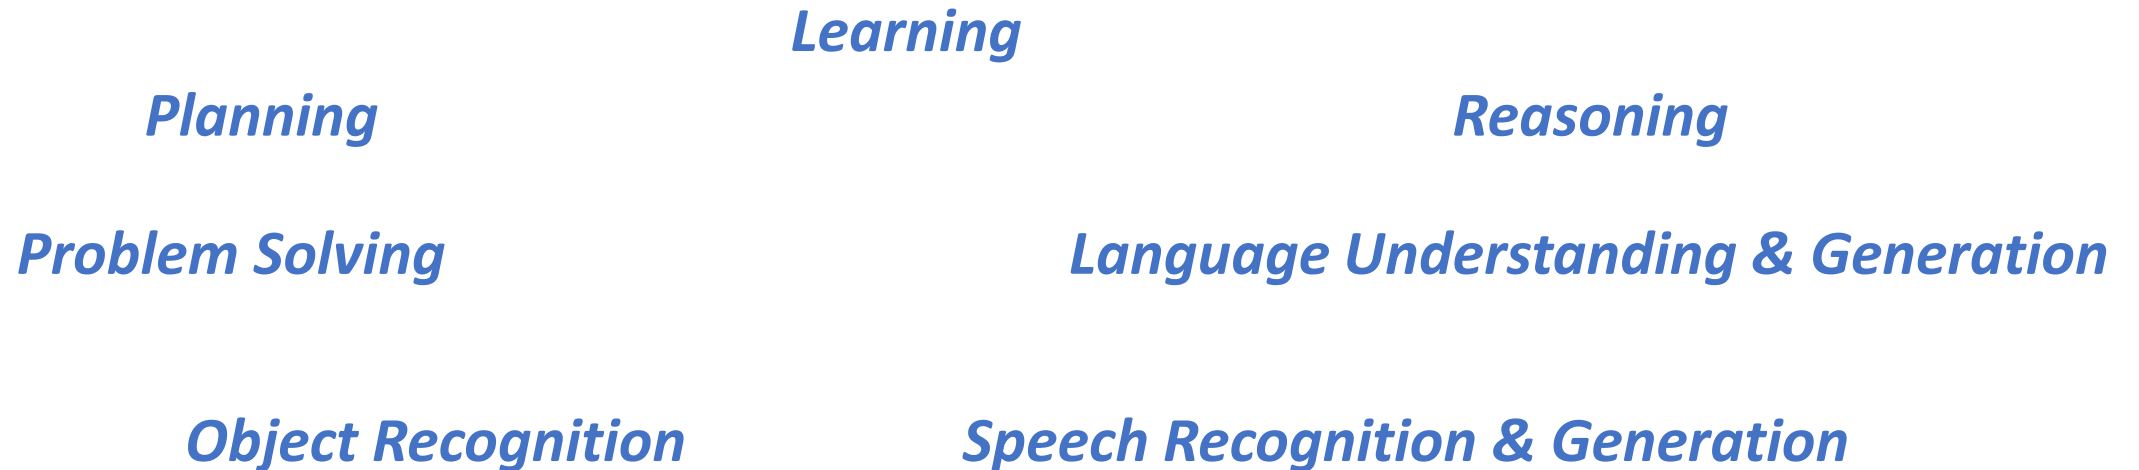 Learning
Planning
Reasoning
Problem Solving
Language Understanding & Generation
Object Recognition
Speech Recognition & Generation